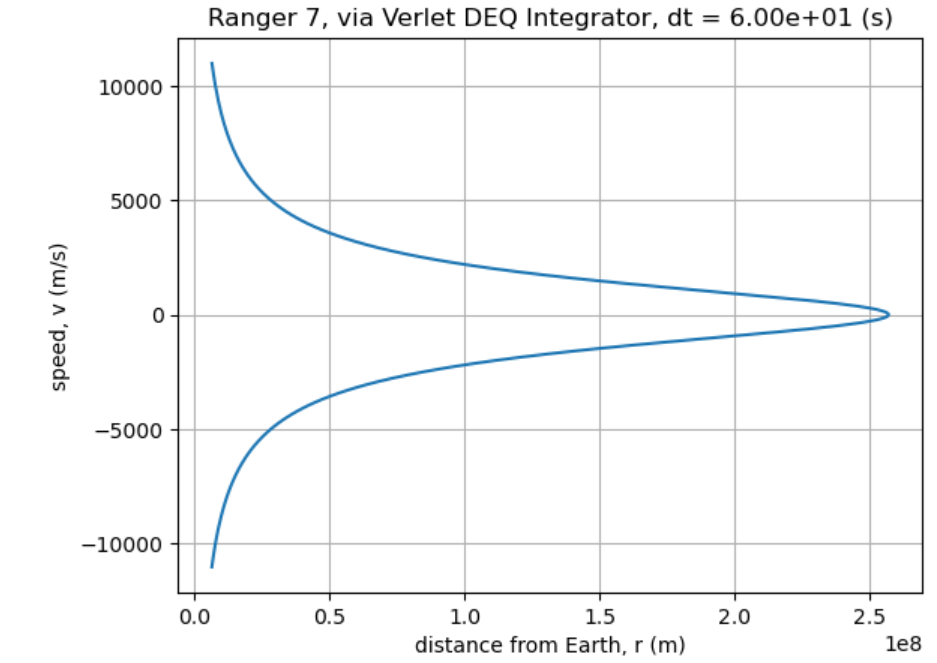 Ranger 7, via Verlet DEQ Integrator, dt = 6.00e+01 (s)
10000
5000
0
−5000
−10000
speed, v (m/s)
0.0 0.5 1.0 1.5 2.0 2.5
1e8
distance from Earth, r (m)